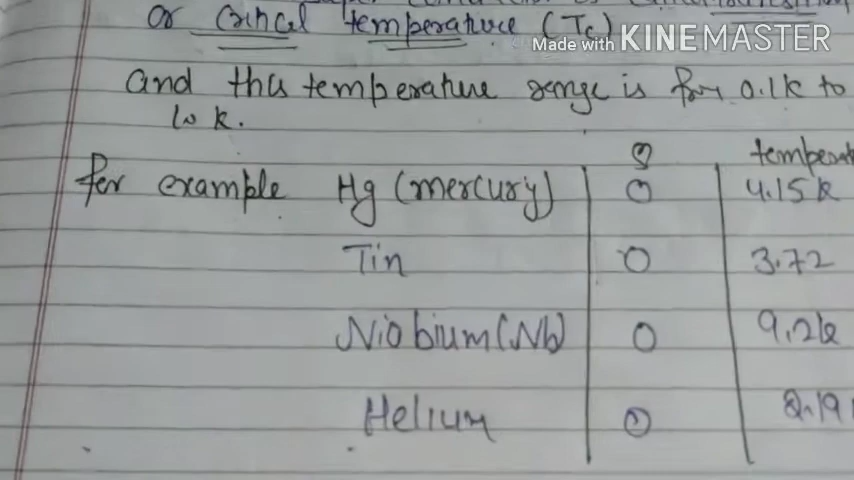 or critical temperature (Tc)
Made with KINEMASTER
and this temperature range is from 0.1k to
10 k.
ρ temperat
for example Hg (mercury) 0 4.15k
Tin 0 3.72
Niobium(Nb) 0 9.2k
Helium 0 2.19